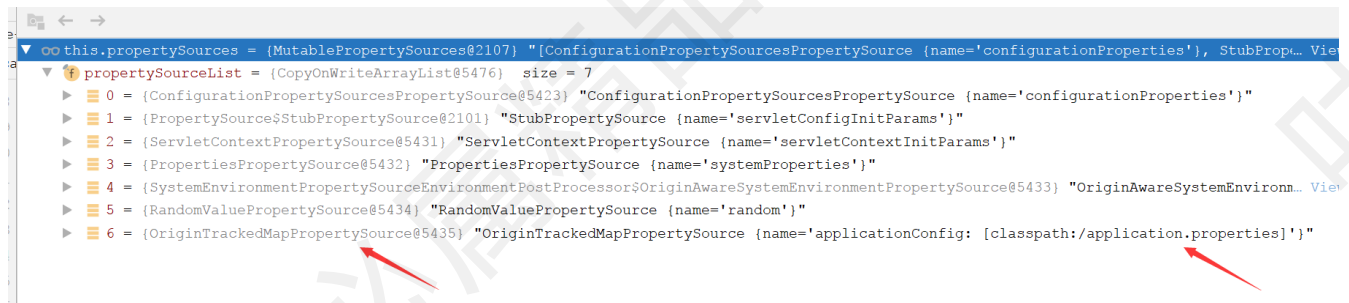 this.propertySources = {MutablePropertySources@2107} "[ConfigurationPropertySourcesPropertySource {name='configurationProperties'}, StubPrope... View
propertySourceList = {CopyOnWriteArrayList@5476} size = 7
0 = {ConfigurationPropertySourcesPropertySource@5423} "ConfigurationPropertySourcesPropertySource {name='configurationProperties'}"
1 = {PropertySource$StubPropertySource@2101} "StubPropertySource {name='servletConfigInitParams'}"
2 = {ServletContextPropertySource@5431} "ServletContextPropertySource {name='servletContextInitParams'}"
3 = {PropertiesPropertySource@5432} "PropertiesPropertySource {name='systemProperties'}"
4 = {SystemEnvironmentPropertySourceEnvironmentPostProcessor$OriginAwareSystemEnvironmentPropertySource@5433} "OriginAwareSystemEnvironm... View
5 = {RandomValuePropertySource@5434} "RandomValuePropertySource {name='random'}"
6 = {OriginTrackedMapPropertySource@5435} "OriginTrackedMapPropertySource {name='applicationConfig: [classpath:/application.properties]'}"